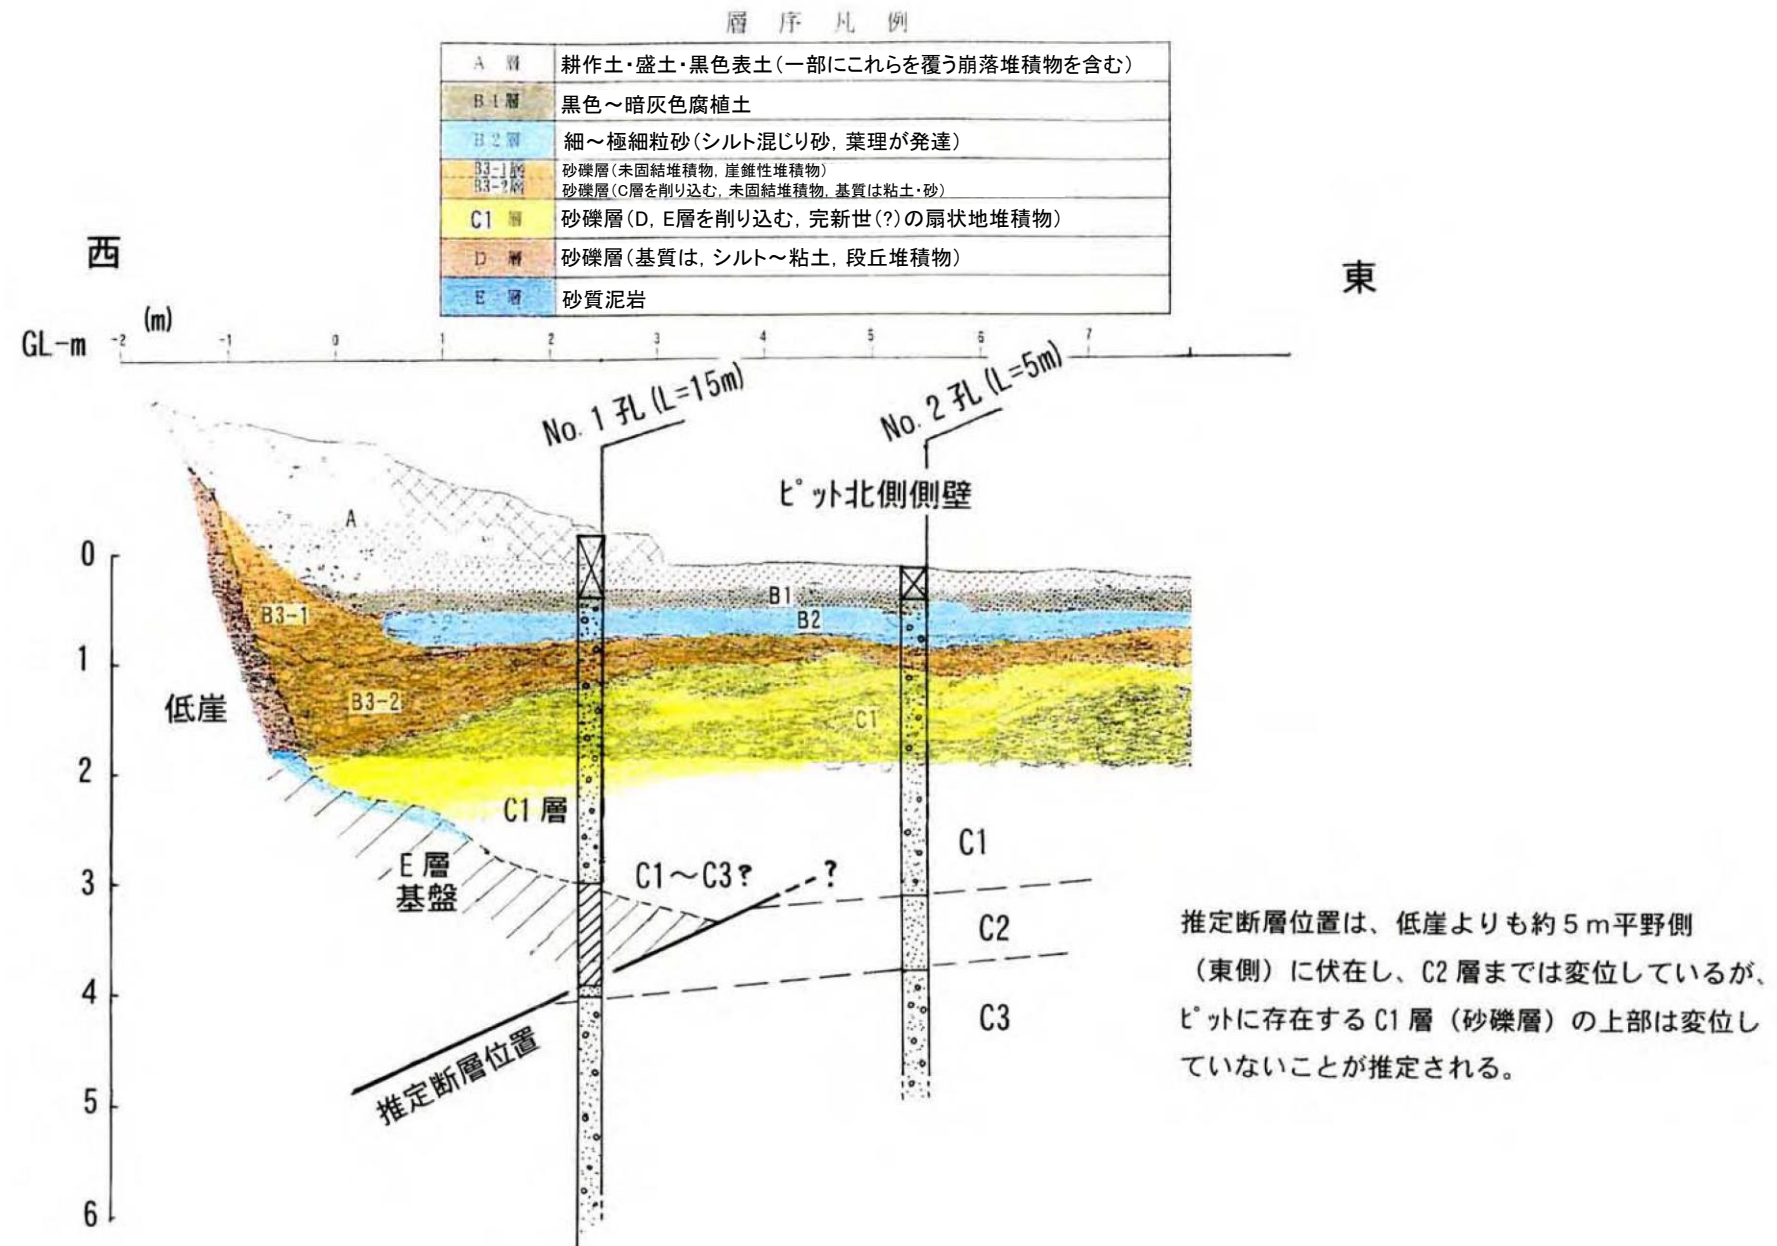 層序凡例
A 層 耕作土・盛土・黒色表土(一部にこれらを覆う崩落堆積物を含む)
B1層 黒色～暗灰色腐植土
B2層 細～極細粒砂(シルト混じり砂, 葉理が発達)
B3-1層 砂礫層(未固結堆積物, 崖錐性堆積物)
B3-2層 砂礫層(C層を削り込む, 未固結堆積物, 基質は粘土・砂)
C1 層 砂礫層(D, E層を削り込む, 完新世(?)の扇状地堆積物)
D 層 砂礫層(基質は, シルト～粘土, 段丘堆積物)
E 層 砂質泥岩
西
東
(m)
GL-m -2 -1 0 1 2 3 4 5 6 7
No. 1 孔 (L=15m)
No. 2 孔 (L=5m)
ピット北側側壁
A
0
B1
B3-1
B2
1
B3-2
低崖
C1
2
C1 層
C1
E 層
基盤
3
C1～C3?
?
C2
推定断層位置は、低崖よりも約5m平野側
(東側)に伏在し、C2 層までは変位しているが、
ピットに存在する C1 層(砂礫層)の上部は変位し
ていないことが推定される。
4
C3
推定断層位置
5
6